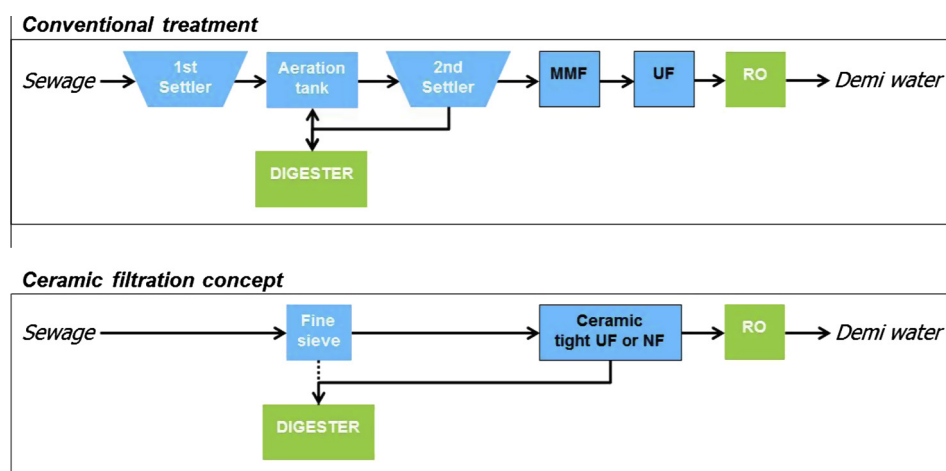 Conventional treatment
Sewage
1st
Settler
Aeration
tank
2nd
Settler
MMF
UF
RO
Demi water
DIGESTER
Ceramic filtration concept
Sewage
Fine
sieve
Ceramic
tight UF or NF
RO
Demi water
DIGESTER